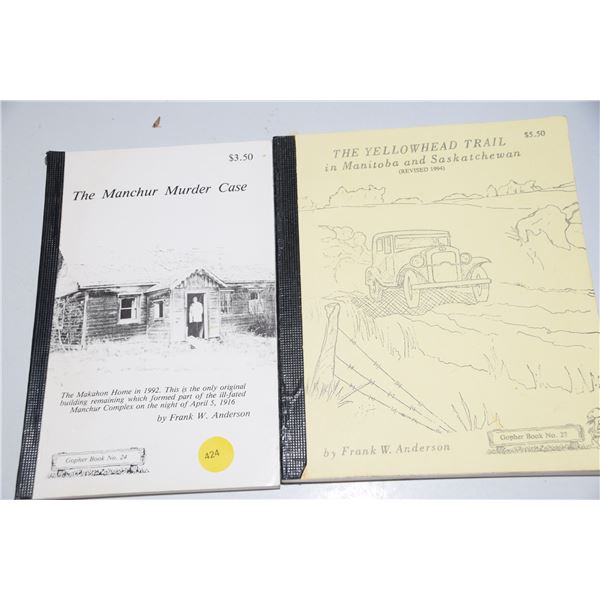 $3.50
The Manchur Murder Case
The Makahon Home in 1992. This is the only original
building remaining which formed part of the ill-fated
Manchur Complex on the night of April 5, 1916
by Frank W. Anderson
Gopher Book No. 24
424
$5.50
THE YELLOWHEAD TRAIL
in Manitoba and Saskatchewan
(REVISED 1994)
by Frank W. Anderson
Gopher Book No. 27